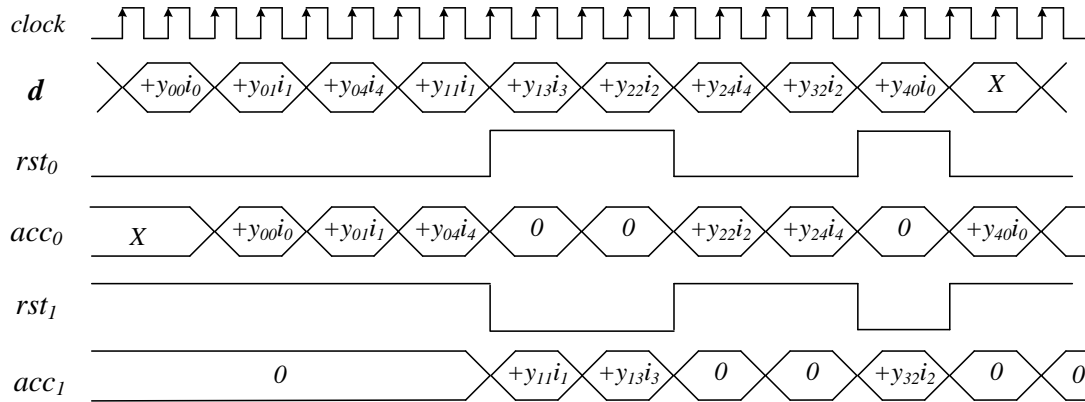 clock
d +y₀₀i₀ +y₀₁i₁ +y₀₄i₄ +y₁₁i₁ +y₁₃i₃ +y₂₂i₂ +y₂₄i₄ +y₃₂i₂ +y₄₀i₀ X
rst₀
acc₀ X +y₀₀i₀ +y₀₁i₁ +y₀₄i₄ 0 0 +y₂₂i₂ +y₂₄i₄ 0 +y₄₀i₀
rst₁
acc₁ 0 +y₁₁i₁ +y₁₃i₃ 0 0 +y₃₂i₂ 0 0